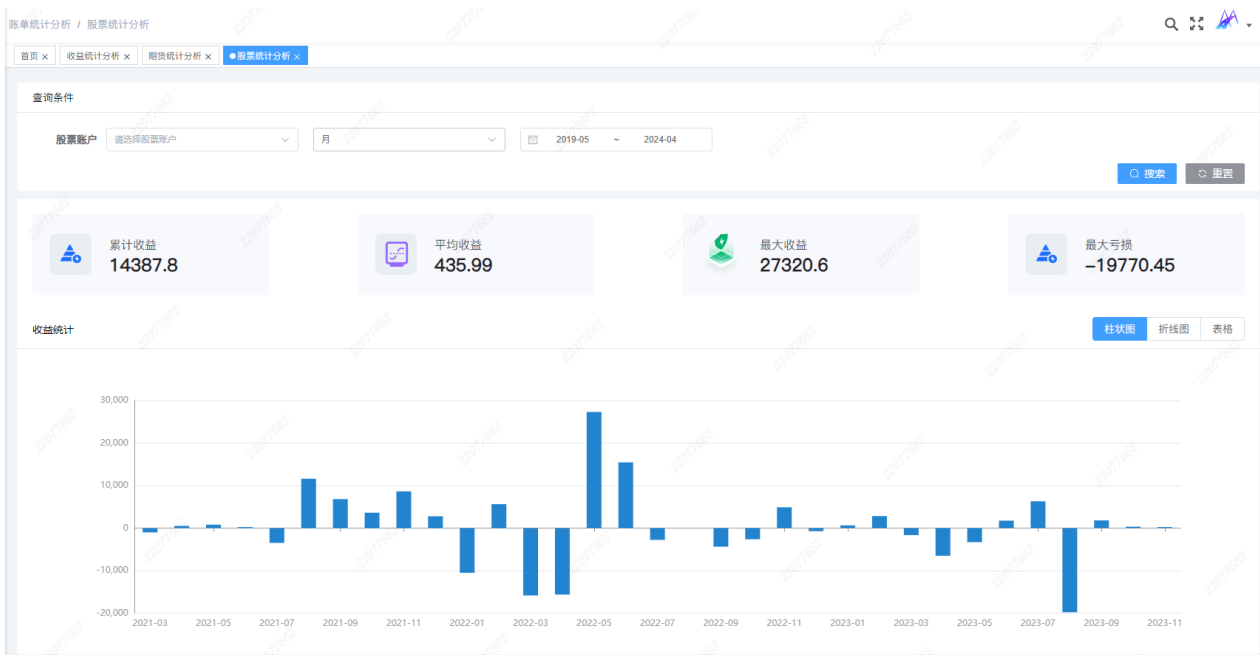 账单统计分析 / 股票统计分析
首页 × 收益统计分析 × 期货统计分析 × 股票统计分析 ×
查询条件
股票账户 请选择股票账户 月 2019-05 ~ 2024-04
搜索 重置
累计收益 平均收益 最大收益 最大亏损
14387.8 435.99 27320.6 -19770.45
收益统计 柱状图 折线图 表格
30,000
20,000
10,000
0
-10,000
-20,000
2021-03 2021-05 2021-07 2021-09 2021-11 2022-01 2022-03 2022-05 2022-07 2022-09 2022-11 2023-01 2023-03 2023-05 2023-07 2023-09 2023-11
22077662